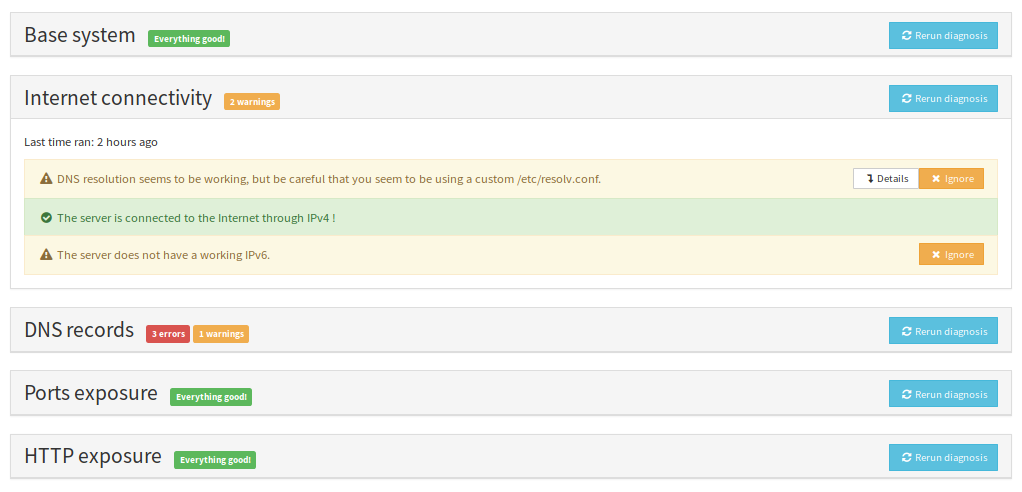 Base system Everything good! Rerun diagnosis
Internet connectivity 2 warnings Rerun diagnosis
Last time ran: 2 hours ago
DNS resolution seems to be working, but be careful that you seem to be using a custom /etc/resolv.conf. Details Ignore
The server is connected to the Internet through IPv4 !
The server does not have a working IPv6. Ignore
DNS records 3 errors 1 warnings Rerun diagnosis
Ports exposure Everything good! Rerun diagnosis
HTTP exposure Everything good! Rerun diagnosis